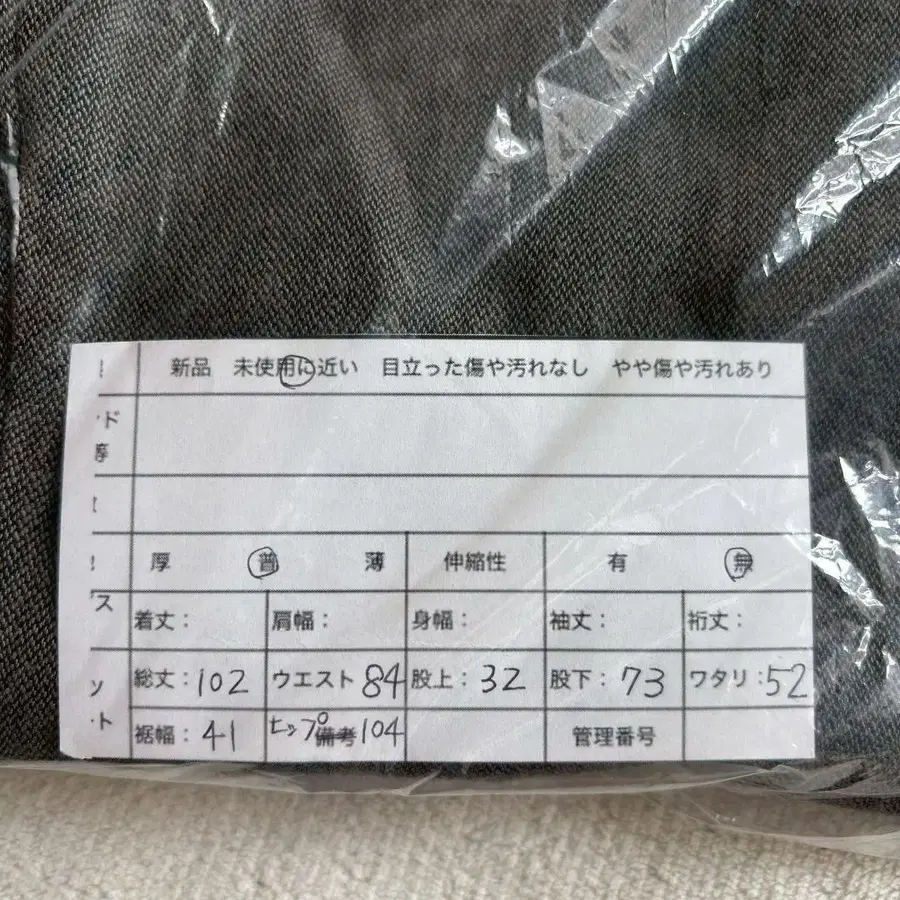 新品 未使用に近い 目立った傷や汚れなし やや傷や汚れあり
ド
厚 普 薄 伸縮性 有 無
ス
着丈： 肩幅： 身幅： 袖丈： 裄丈：
総丈：102 ウエスト 84 股上：32 股下：73 ワタリ：52
ソ
ト
裾幅：41 ヒップ 備考 104 管理番号